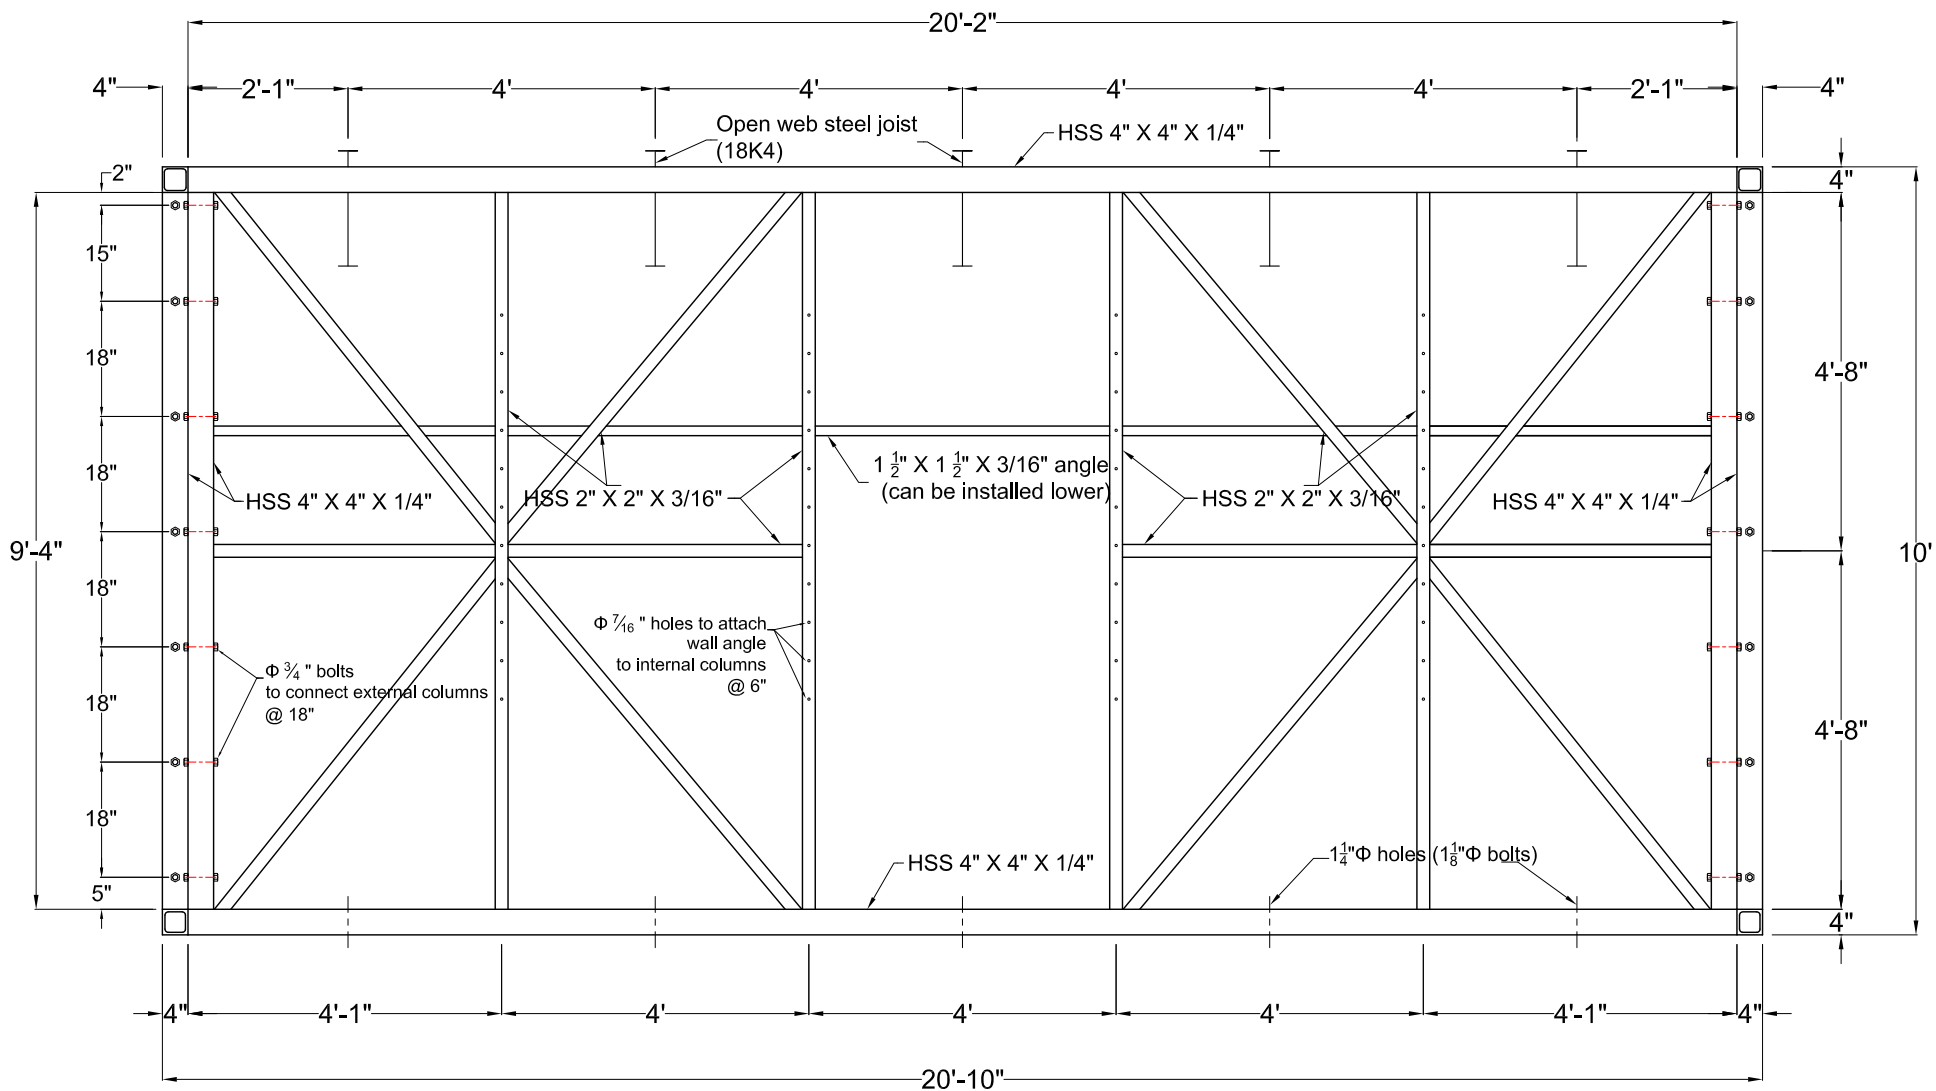 20'-2"
4" 2'-1" 4' 4' 4' 4' 2'-1" 4"
Open web steel joist
(18K4)
HSS 4" X 4" X 1/4"
2"
4"
15"
18"
18"
18"
18"
18"
5"
9'-4"
4'-8"
10'
4'-8"
4"
1 1/2" X 1 1/2" X 3/16" angle
(can be installed lower)
HSS 4" X 4" X 1/4"
HSS 2" X 2" X 3/16"
HSS 2" X 2" X 3/16"
HSS 4" X 4" X 1/4"
Φ 7/16 " holes to attach
wall angle
to internal columns
@ 6"
Φ 3/4 " bolts
to connect external columns
@ 18"
HSS 4" X 4" X 1/4"
1 1/4"Φ holes (1 1/8"Φ bolts)
4" 4'-1" 4' 4' 4' 4'-1" 4"
20'-10"